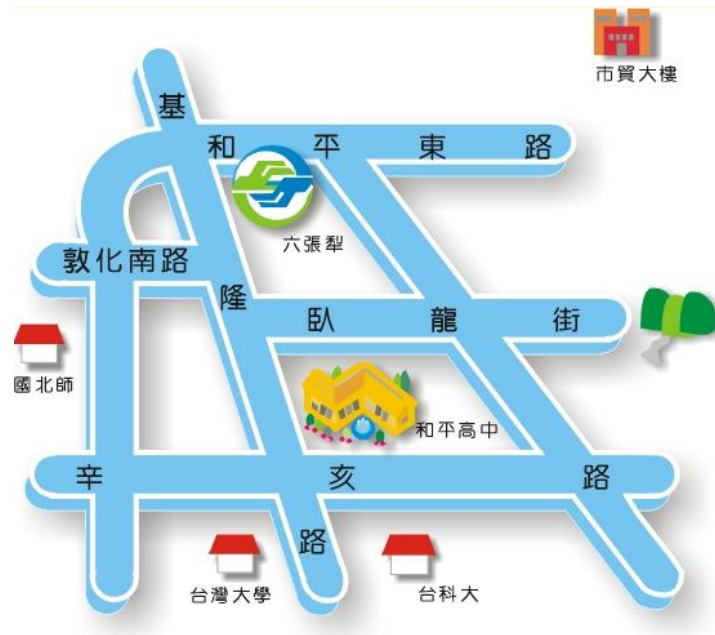 市貿大樓
基隆路
和平東路
六張犁
敦化南路
臥龍街
國北師
和平高中
辛亥路
台灣大學
台科大